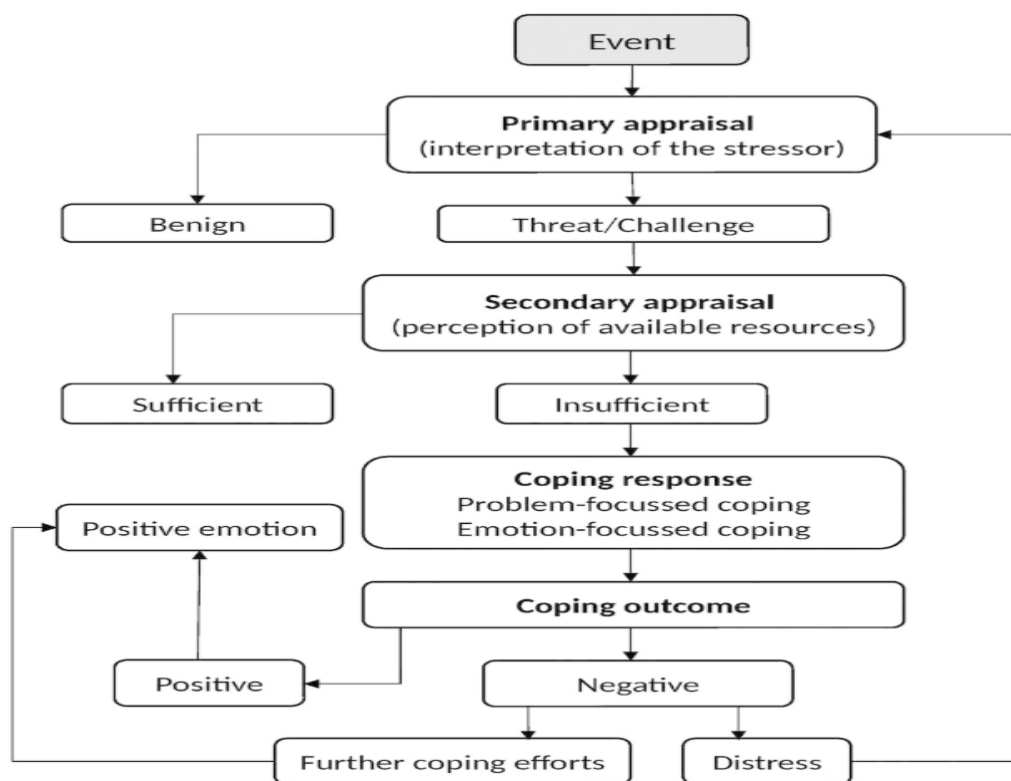 Event
Primary appraisal
(interpretation of the stressor)
Benign
Threat/Challenge
Secondary appraisal
(perception of available resources)
Sufficient
Insufficient
Coping response
Problem-focussed coping
Emotion-focussed coping
Positive emotion
Coping outcome
Positive
Negative
Further coping efforts
Distress